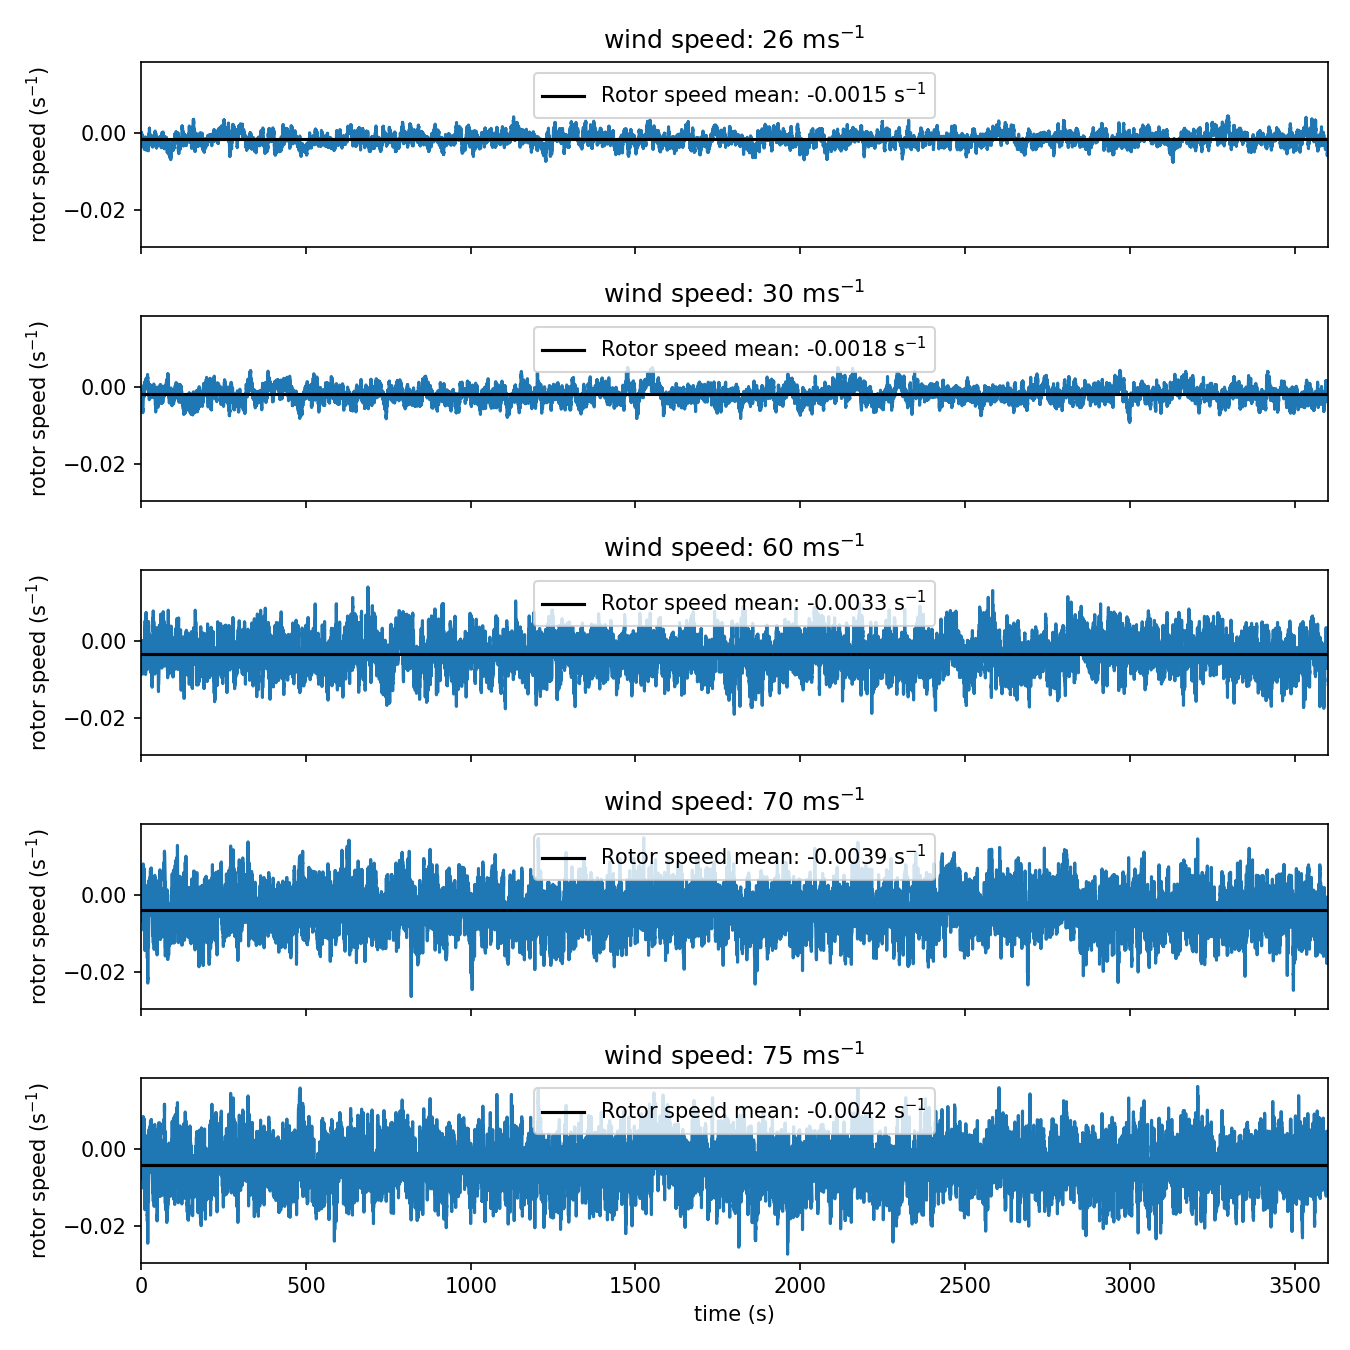 wind speed: 26 ms⁻¹
Rotor speed mean: -0.0015 s⁻¹
rotor speed (s⁻¹)
0.00
−0.02
wind speed: 30 ms⁻¹
Rotor speed mean: -0.0018 s⁻¹
rotor speed (s⁻¹)
0.00
−0.02
wind speed: 60 ms⁻¹
Rotor speed mean: -0.0033 s⁻¹
rotor speed (s⁻¹)
0.00
−0.02
wind speed: 70 ms⁻¹
Rotor speed mean: -0.0039 s⁻¹
rotor speed (s⁻¹)
0.00
−0.02
wind speed: 75 ms⁻¹
Rotor speed mean: -0.0042 s⁻¹
rotor speed (s⁻¹)
0.00
−0.02
0 500 1000 1500 2000 2500 3000 3500
time (s)